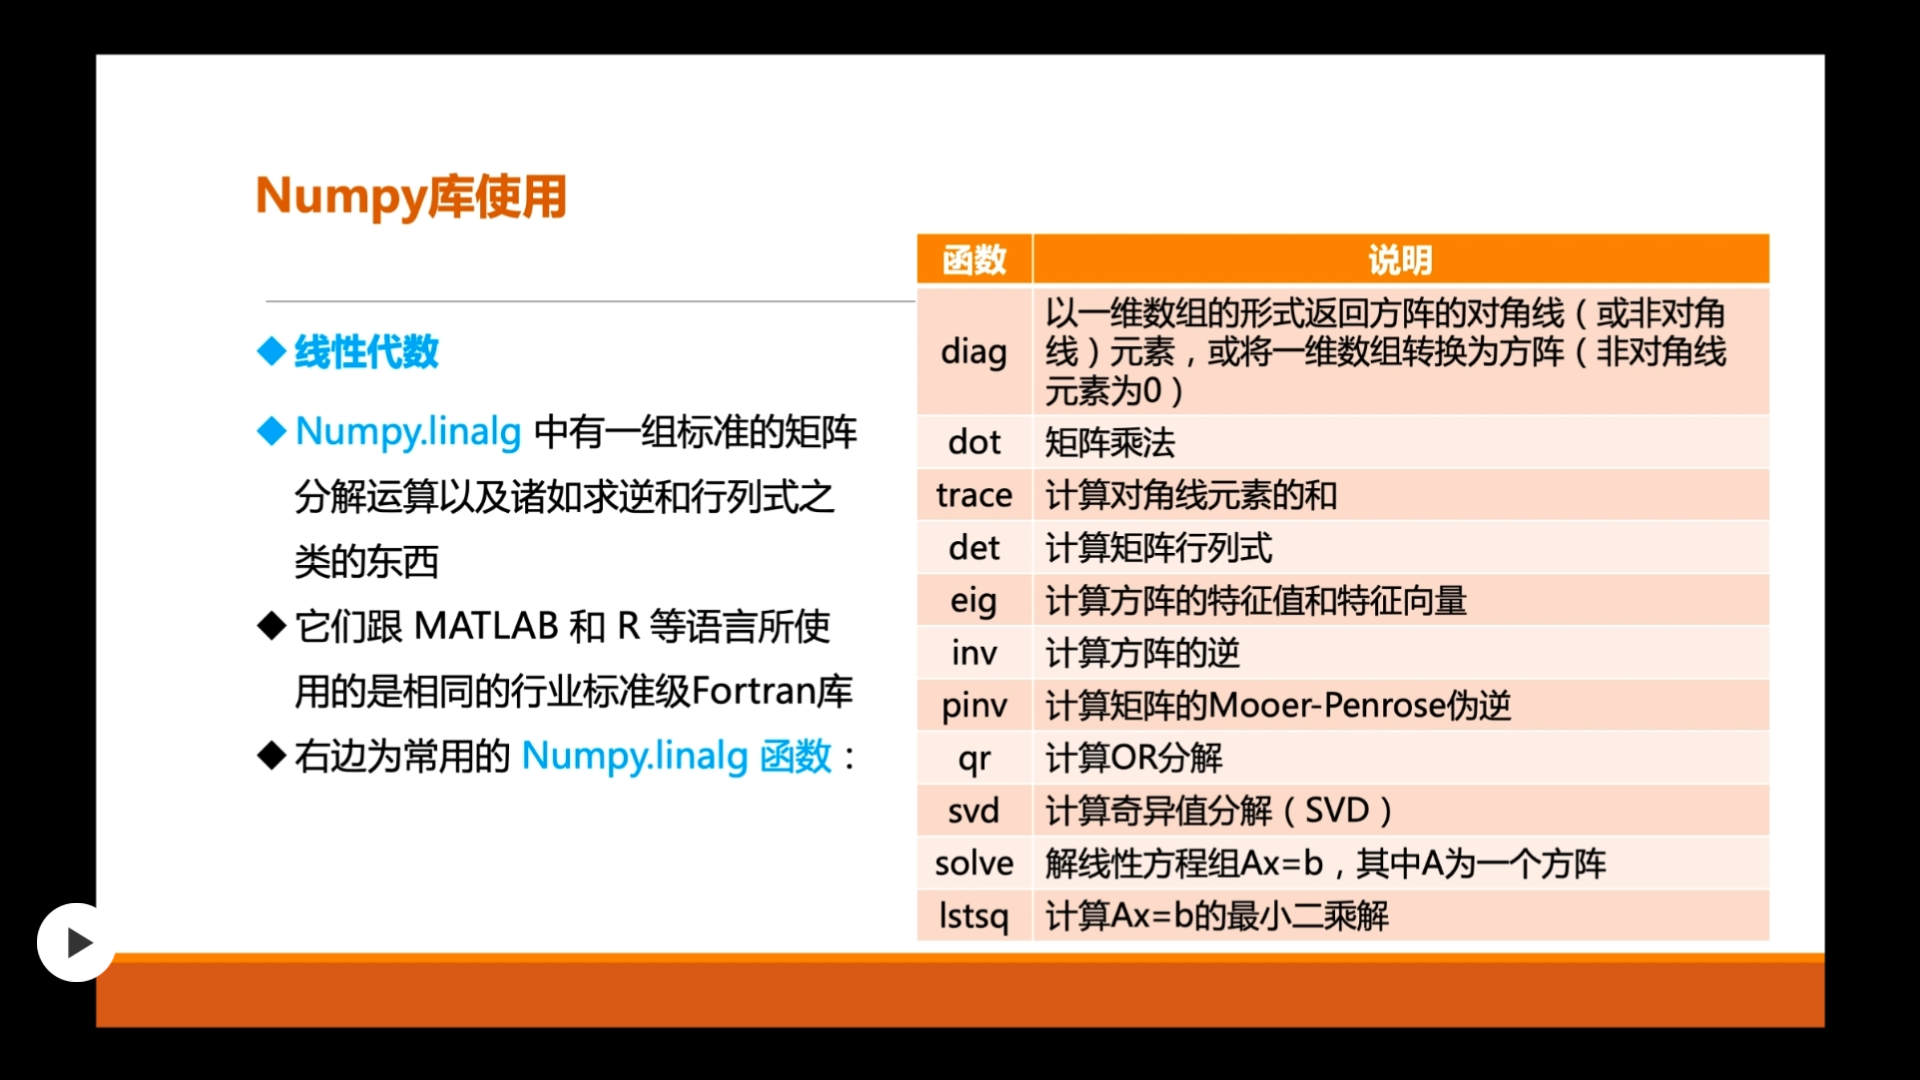 Numpy库使用
◆线性代数
◆Numpy.linalg 中有一组标准的矩阵
分解运算以及诸如求逆和行列式之
类的东西
◆它们跟 MATLAB 和 R 等语言所使
用的是相同的行业标准级Fortran库
◆右边为常用的 Numpy.linalg 函数：
函数 说明
diag 以一维数组的形式返回方阵的对角线（或非对角
线）元素，或将一维数组转换为方阵（非对角线
元素为0）
dot 矩阵乘法
trace 计算对角线元素的和
det 计算矩阵行列式
eig 计算方阵的特征值和特征向量
inv 计算方阵的逆
pinv 计算矩阵的Mooer-Penrose伪逆
qr 计算OR分解
svd 计算奇异值分解（SVD）
solve 解线性方程组Ax=b，其中A为一个方阵
lstsq 计算Ax=b的最小二乘解